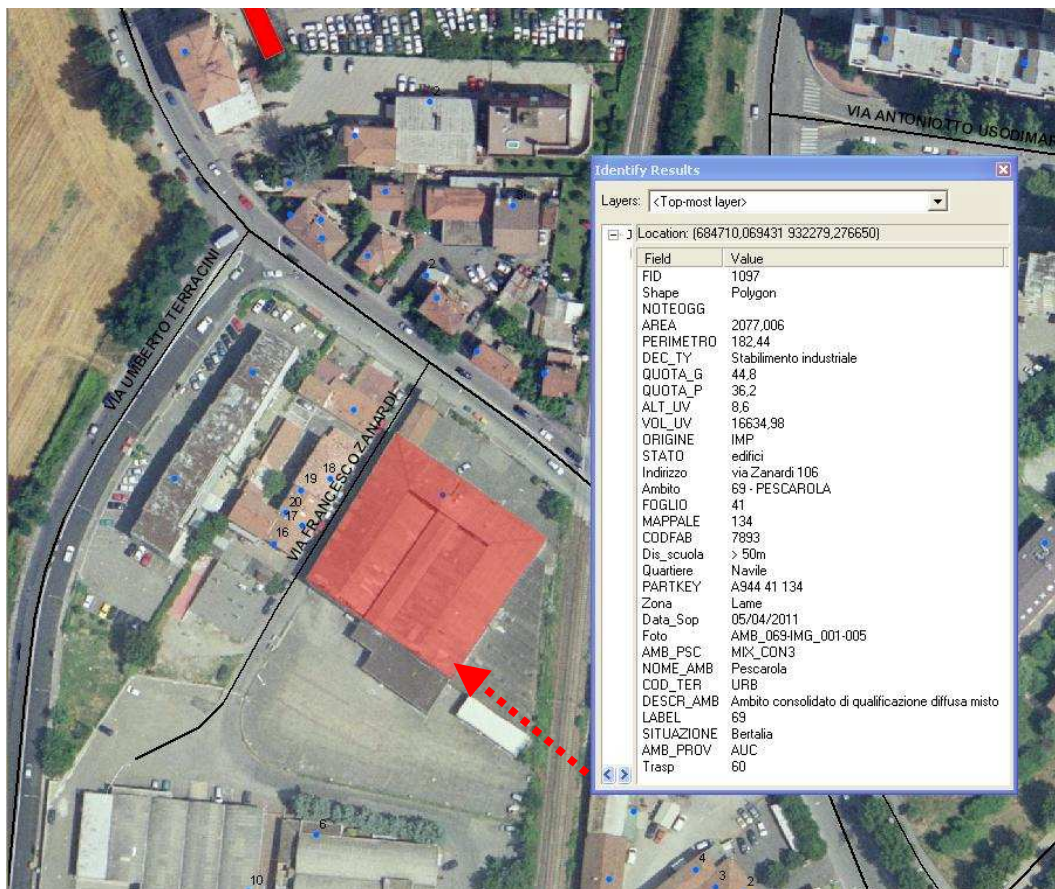 2
VIA ANTONIOTTO USODIMAR
Identify Results
Layers: <Top-most layer>
Location: (684710,069431 932279,276650)
Field Value
FID 1097
Shape Polygon
NOTEOGG
AREA 2077,006
PERIMETRO 182,44
DEC_TY Stabilimento industriale
QUOTA_G 44,8
QUOTA_P 36,2
ALT_UV 8,6
VOL_UV 16634,98
ORIGINE IMP
STATO edifici
Indirizzo via Zanardi 106
Ambito 69 - PESCAROLA
FOGLIO 41
MAPPALE 134
CODFAB 7893
Dis_scuola > 50m
Quartiere Navile
PARTKEY A944 41 134
Zona Lame
Data_Sop 05/04/2011
Foto AMB_069-IMG_001-005
AMB_PSC MIX_CON3
NOME_AMB Pescarola
COD_TER URB
DESCR_AMB Ambito consolidato di qualificazione diffusa misto
LABEL 69
SITUAZIONE Bertalia
AMB_PROV AUC
Trasp 60
2
VIA UMBERTO TERRACINI
VIA FRANCESCO ZANARDI
18
19
20
17
16
6
10
4
3
2